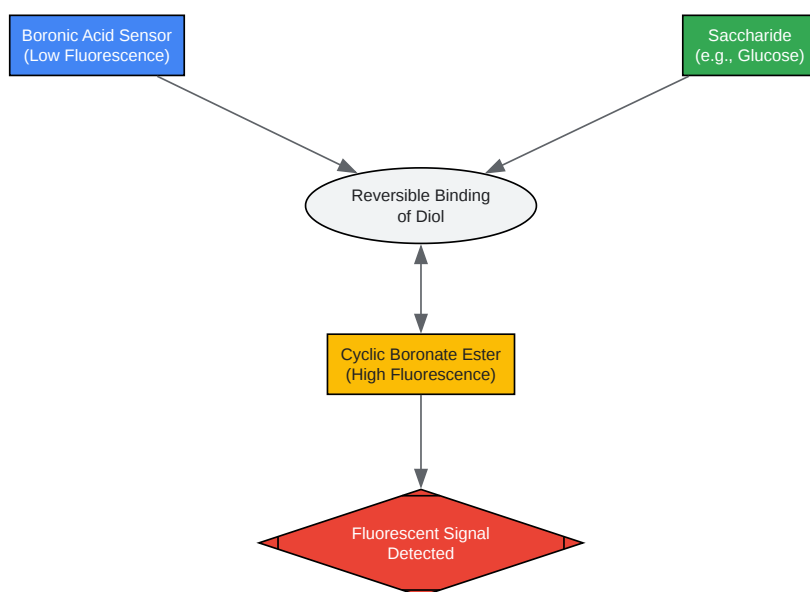 Boronic Acid Sensor
(Low Fluorescence)
Saccharide
(e.g., Glucose)
Reversible Binding
of Diol
Cyclic Boronate Ester
(High Fluorescence)
Fluorescent Signal
Detected